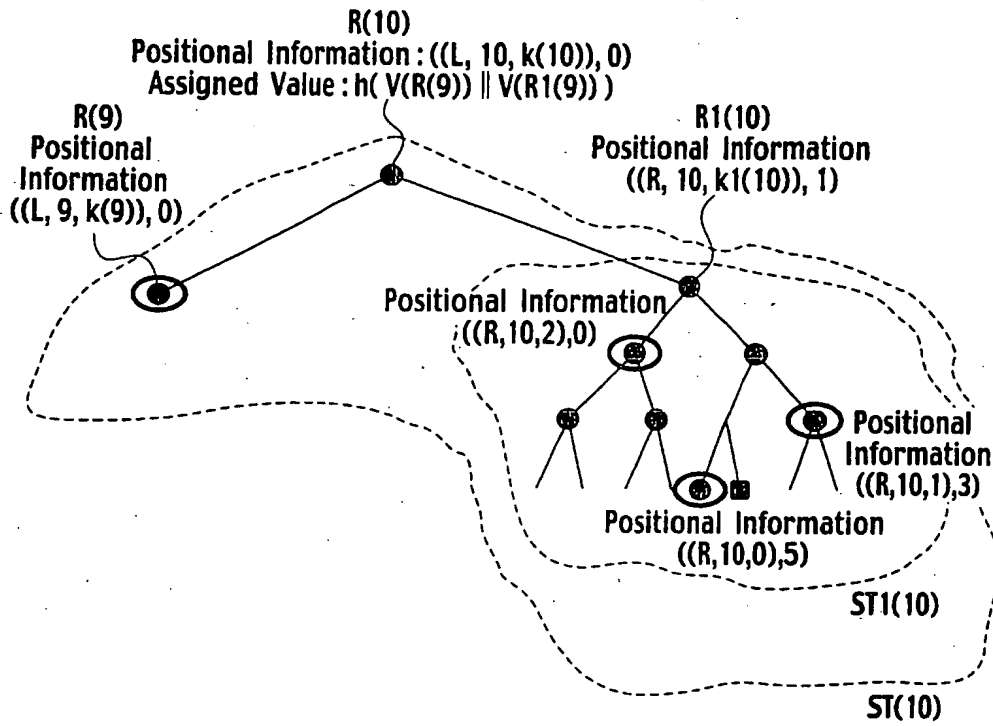 R(10)
Positional Information : ((L, 10, k(10)), 0)
Assigned Value : h( V(R(9)) || V(R1(9)) )
R(9)
Positional
Information
((L, 9, k(9)), 0)
R1(10)
Positional Information
((R, 10, k1(10)), 1)
Positional Information
((R,10,2),0)
Positional
Information
((R,10,1),3)
Positional Information
((R,10,0),5)
ST1(10)
ST(10)